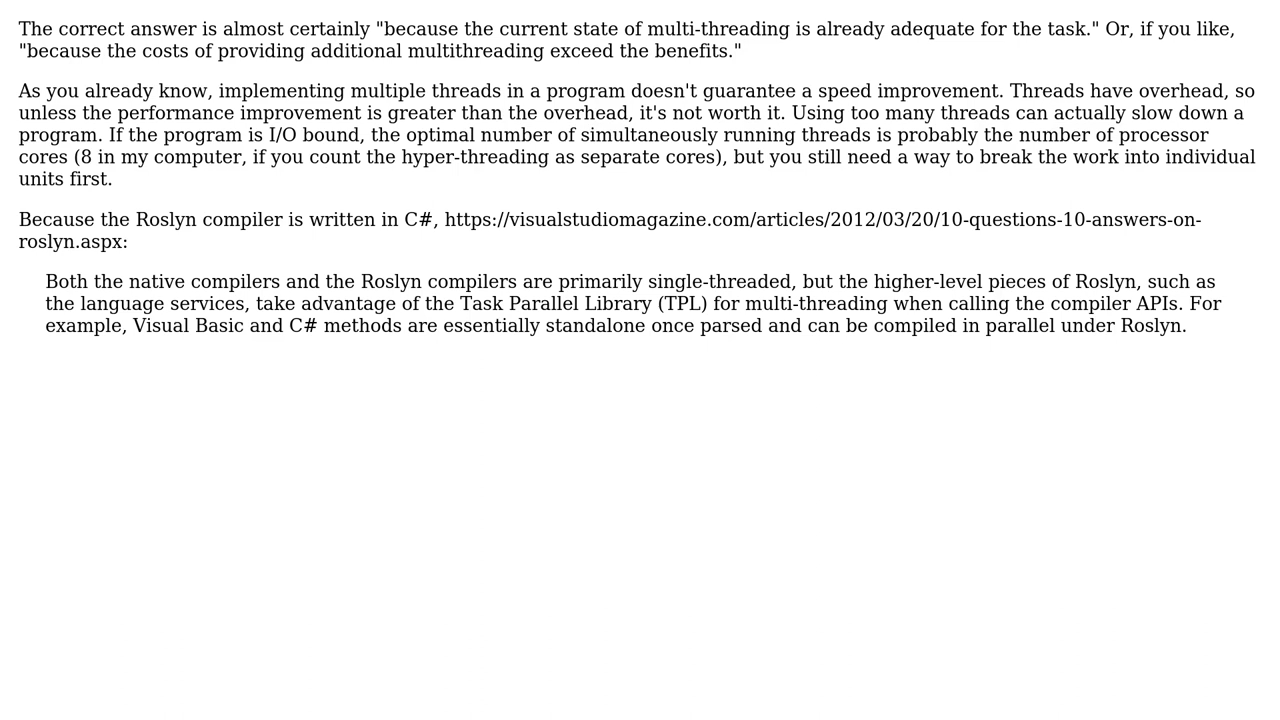 The correct answer is almost certainly "because the current state of multi-threading is already adequate for the task." Or, if you like,
"because the costs of providing additional multithreading exceed the benefits."
As you already know, implementing multiple threads in a program doesn't guarantee a speed improvement. Threads have overhead, so
unless the performance improvement is greater than the overhead, it's not worth it. Using too many threads can actually slow down a
program. If the program is I/O bound, the optimal number of simultaneously running threads is probably the number of processor
cores (8 in my computer, if you count the hyper-threading as separate cores), but you still need a way to break the work into individual
units first.
Because the Roslyn compiler is written in C#, https://visualstudiomagazine.com/articles/2012/03/20/10-questions-10-answers-on-
roslyn.aspx:
Both the native compilers and the Roslyn compilers are primarily single-threaded, but the higher-level pieces of Roslyn, such as
the language services, take advantage of the Task Parallel Library (TPL) for multi-threading when calling the compiler APIs. For
example, Visual Basic and C# methods are essentially standalone once parsed and can be compiled in parallel under Roslyn.